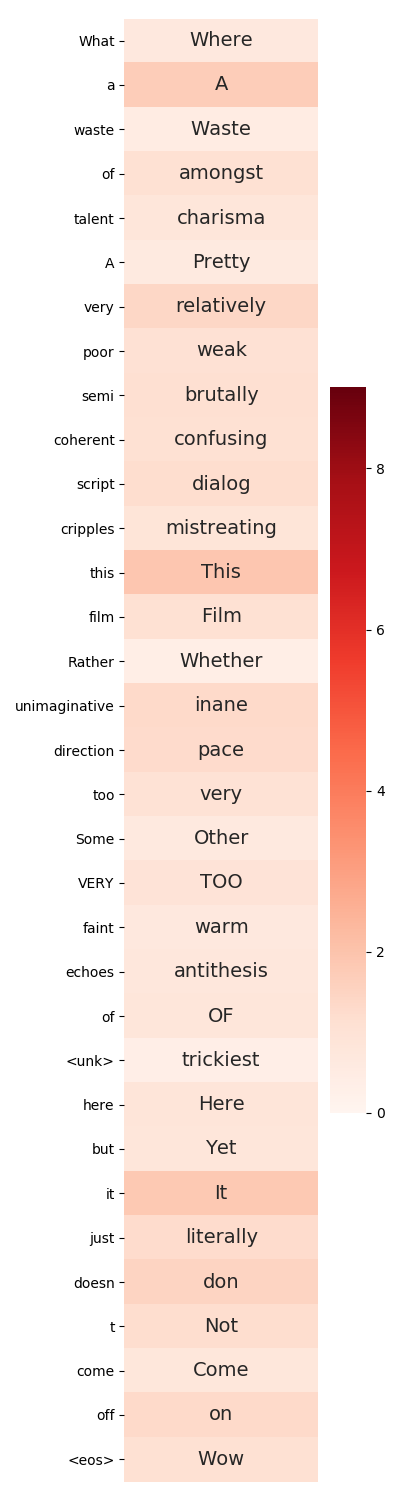 What Where
a A
waste Waste
of amongst
talent charisma
A Pretty
very relatively
poor weak
semi brutally
coherent confusing
script dialog
cripples mistreating
this This
film Film
Rather Whether
unimaginative inane
direction pace
too very
Some Other
VERY TOO
faint warm
echoes antithesis
of OF
<unk> trickiest
here Here
but Yet
it It
just literally
doesn don
t Not
come Come
off on
<eos> Wow
8
6
4
2
0